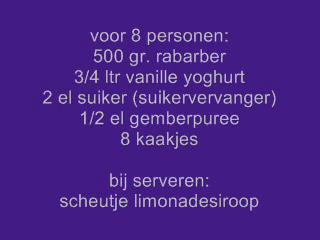 voor 8 personen:
500 gr. rabarber
3/4 ltr vanille yoghurt
2 el suiker (suikervervanger)
1/2 el gemberpuree
8 kaakjes
bij serveren:
scheutje limonadesiroop